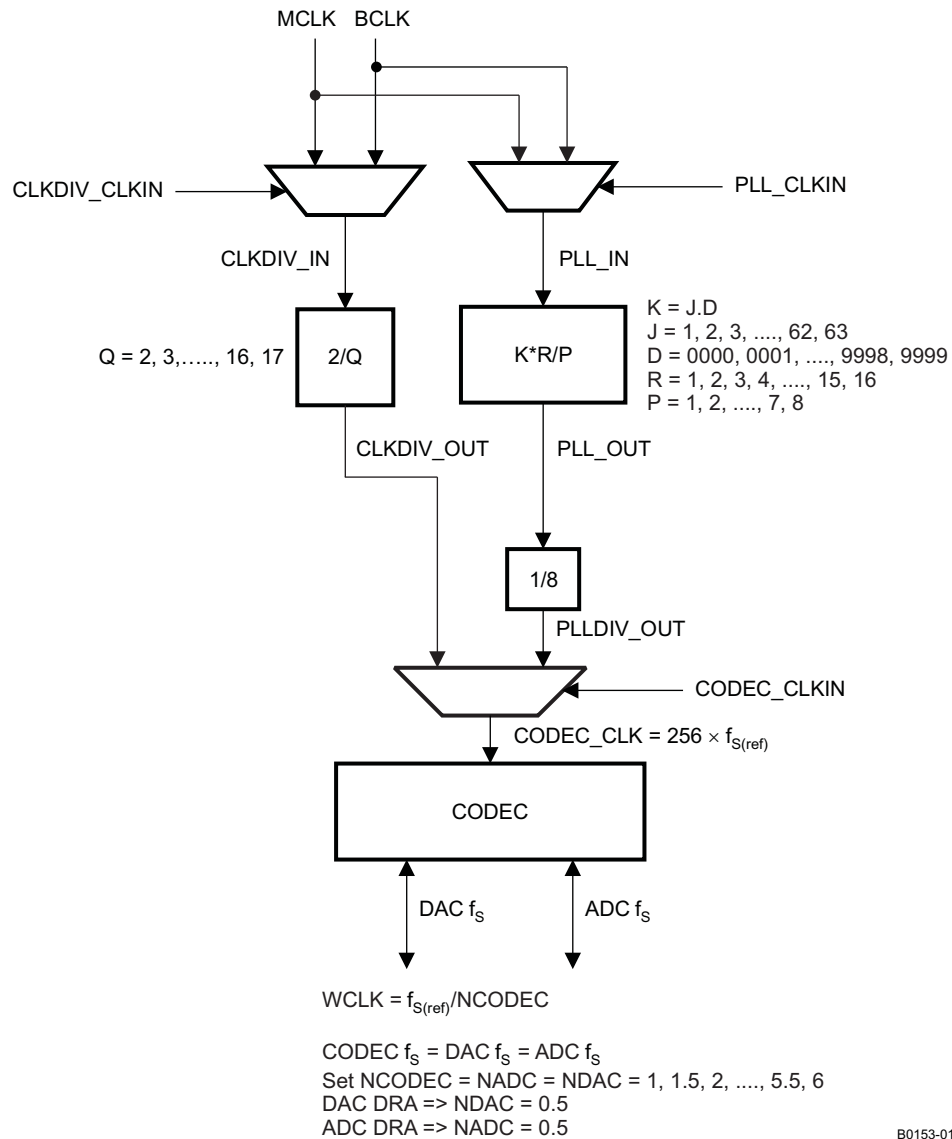 MCLK BCLK
CLKDIV_CLKIN
PLL_CLKIN
CLKDIV_IN
PLL_IN
Q = 2, 3,….., 16, 17
2/Q
K*R/P
K = J.D
J = 1, 2, 3, ...., 62, 63
D = 0000, 0001, ...., 9998, 9999
R = 1, 2, 3, 4, ...., 15, 16
P = 1, 2, ...., 7, 8
CLKDIV_OUT
PLL_OUT
1/8
PLLDIV_OUT
CODEC_CLKIN
CODEC_CLK = 256 × fS(ref)
CODEC
DAC fS
ADC fS
WCLK = fS(ref)/NCODEC
CODEC fS = DAC fS = ADC fS
Set NCODEC = NADC = NDAC = 1, 1.5, 2, ...., 5.5, 6
DAC DRA => NDAC = 0.5
ADC DRA => NADC = 0.5
B0153-01